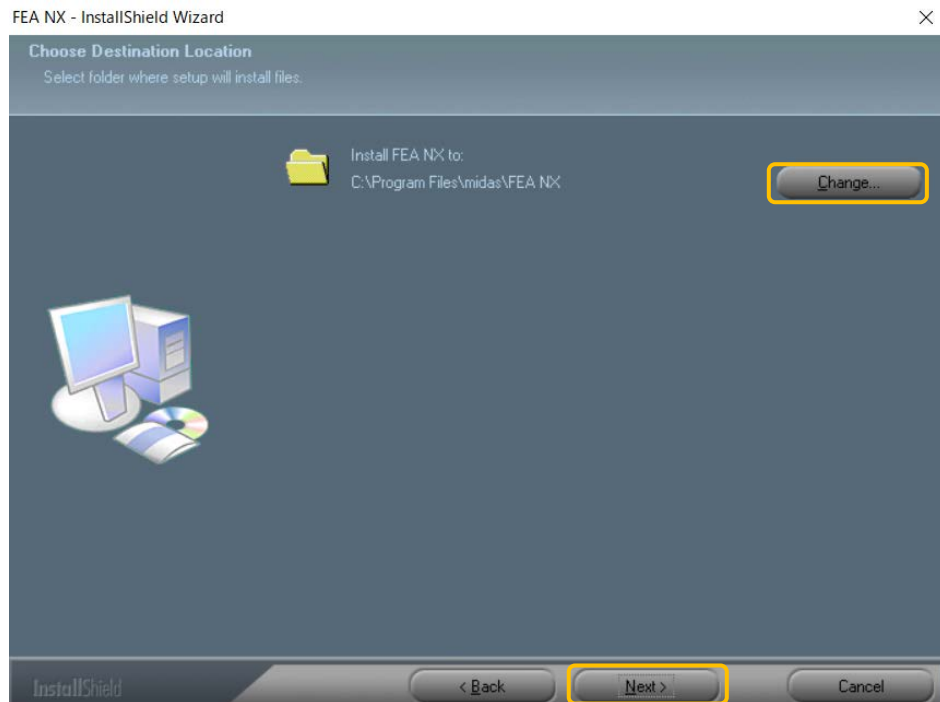 FEA NX - InstallShield Wizard
Choose Destination Location
Select folder where setup will install files.
Install FEA NX to:
C:\Program Files\midas\FEA NX
Change...
InstallShield
< Back
Next >
Cancel